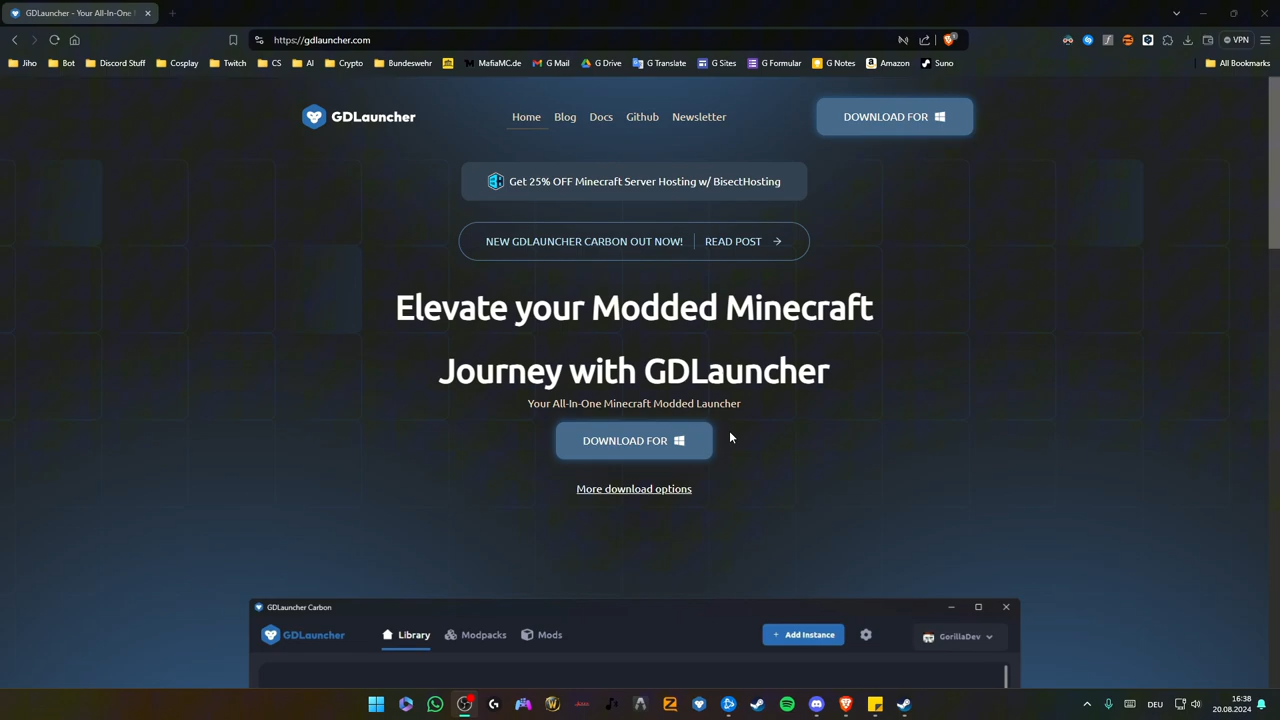 GDLauncher - Your All-In-One
https://gdlauncher.com
VPN
Jiho
Bot
Discord Stuff
Cosplay
Twitch
CS
AI
Crypto
Bundeswehr
MafiaMC.de
G Mail
G Drive
G Translate
G Sites
G Formular
G Notes
Amazon
Suno
All Bookmarks
GDLauncher
Home
Blog
Docs
Github
Newsletter
DOWNLOAD FOR
Get 25% OFF Minecraft Server Hosting w/ BisectHosting
NEW GDLAUNCHER CARBON OUT NOW! READ POST
Elevate your Modded Minecraft
Journey with GDLauncher
Your All-In-One Minecraft Modded Launcher
DOWNLOAD FOR
More download options
GDLauncher Carbon
GDLauncher
Library
Modpacks
Mods
+ Add Instance
GorillaDev
DEU
16:38
20.08.2024